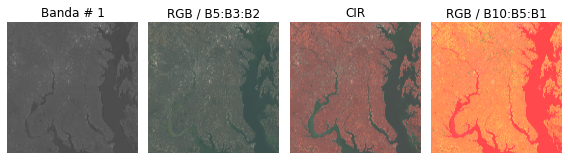 Banda # 1
RGB / B5:B3:B2
CIR
RGB / B10:B5:B1